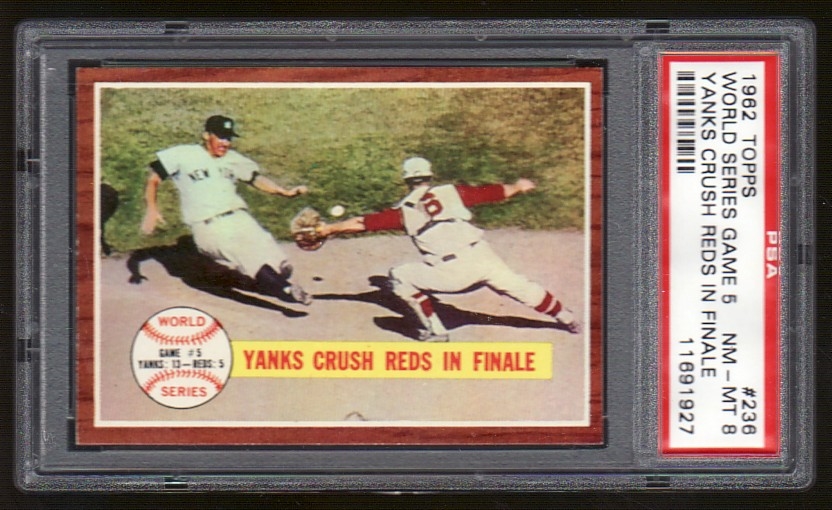 NEW YORK
WORLD
GAME #5
YANKS: 13—REDS: 5
SERIES
YANKS CRUSH REDS IN FINALE
1962 TOPPS #236
WORLD SERIES GAME 5 NM - MT 8
YANKS CRUSH REDS IN FINALE
11691927
PSA